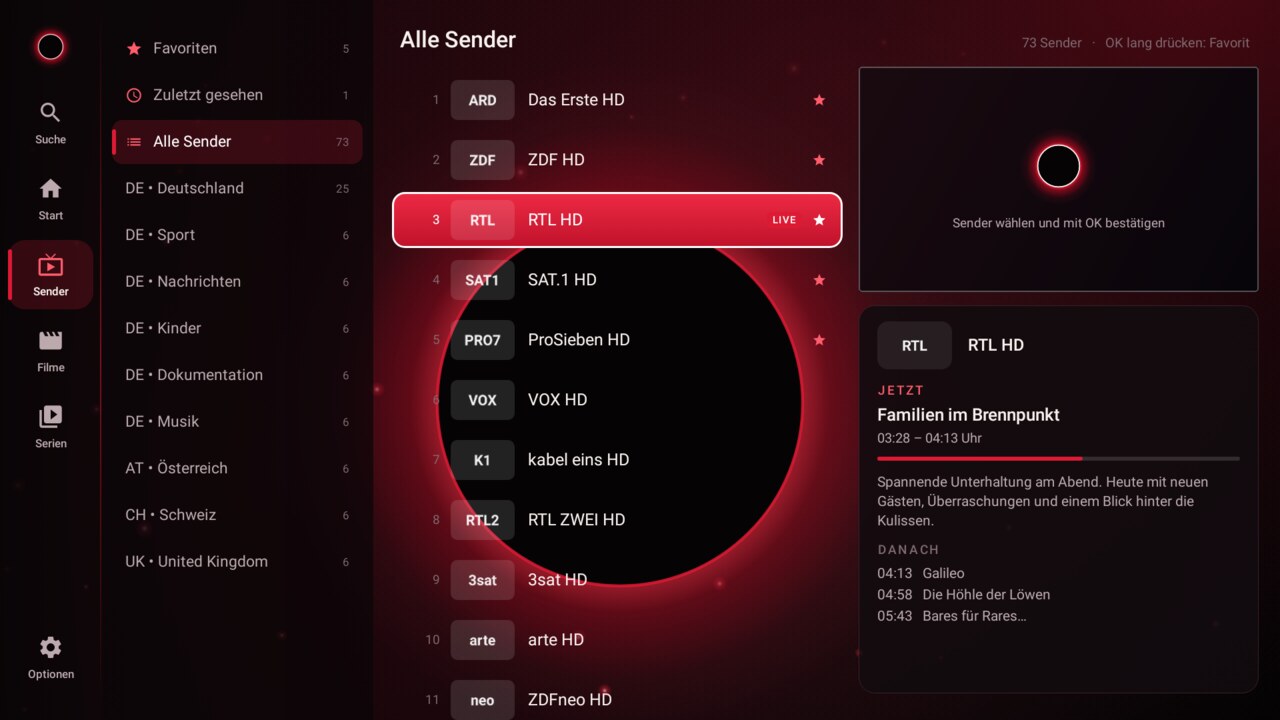 Suche
Start
Sender
Filme
Serien
Optionen
Favoriten 5
Zuletzt gesehen 1
Alle Sender 73
DE • Deutschland 25
DE • Sport 6
DE • Nachrichten 6
DE • Kinder 6
DE • Dokumentation 6
DE • Musik 6
AT • Österreich 6
CH • Schweiz 6
UK • United Kingdom 6
Alle Sender
73 Sender · OK lang drücken: Favorit
1 ARD Das Erste HD
2 ZDF ZDF HD
3 RTL RTL HD LIVE
4 SAT1 SAT.1 HD
5 PRO7 ProSieben HD
6 VOX VOX HD
7 K1 kabel eins HD
8 RTL2 RTL ZWEI HD
9 3sat 3sat HD
10 arte arte HD
11 neo ZDFneo HD
Sender wählen und mit OK bestätigen
RTL RTL HD
JETZT
Familien im Brennpunkt
03:28 – 04:13 Uhr
Spannende Unterhaltung am Abend. Heute mit neuen
Gästen, Überraschungen und einem Blick hinter die
Kulissen.
DANACH
04:13 Galileo
04:58 Die Höhle der Löwen
05:43 Bares für Rares…